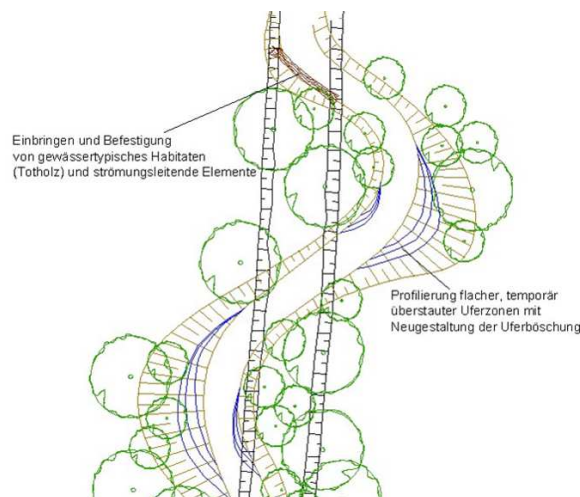 Einbringen und Befestigung
von gewässertypisches Habitaten
(Totholz) und strömungsleitende Elemente
Profilierung flacher, temporär
überstauter Uferzonen mit
Neugestaltung der Uferböschung